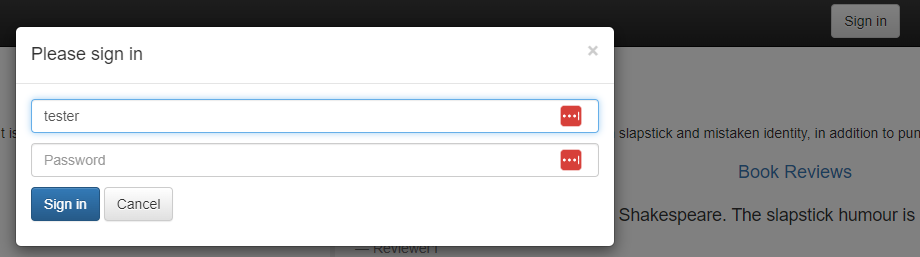 Sign in
Please sign in
×
tester
t is
slapstick and mistaken identity, in addition to pun
Password
Book Reviews
Sign in
Cancel
Shakespeare. The slapstick humour is
— Reviewer